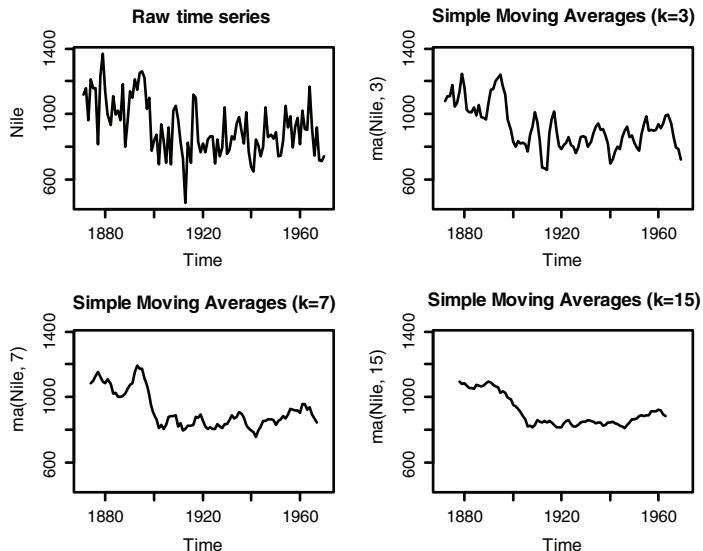 Raw time series
Nile
1400
1000
600
1880
1920
1960
Time
Simple Moving Averages (k=3)
ma(Nile, 3)
1400
1000
600
1880
1920
1960
Time
Simple Moving Averages (k=7)
ma(Nile, 7)
1400
1000
600
1880
1920
1960
Time
Simple Moving Averages (k=15)
ma(Nile, 15)
1400
1000
600
1880
1920
1960
Time